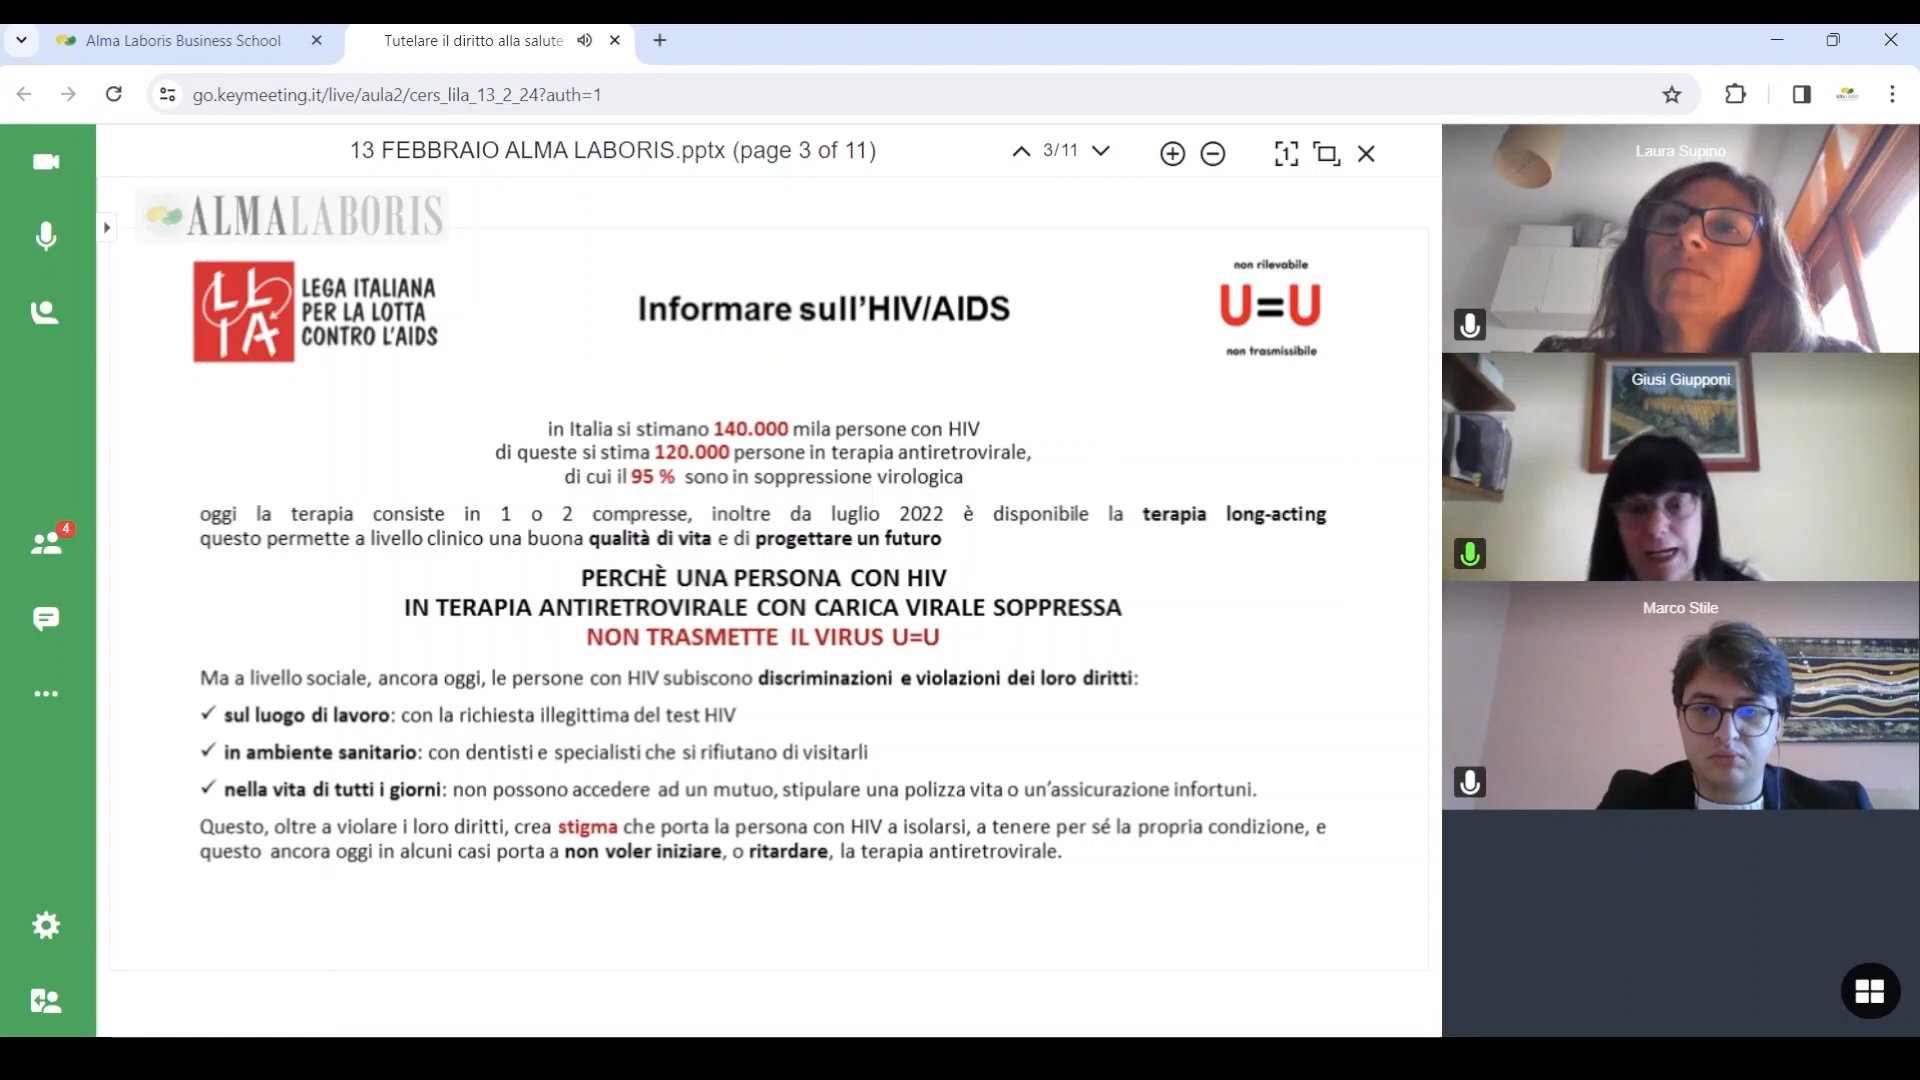 Alma Laboris Business School
Tutelare il diritto alla salute
go.keymeeting.it/live/aula2/cers_lila_13_2_24?auth=1
13 FEBBRAIO ALMA LABORIS.pptx (page 3 of 11)
3/11
ALMALABORIS
LILA
LEGA ITALIANA
PER LA LOTTA
CONTRO L'AIDS
Informare sull'HIV/AIDS
non rilevabile
U=U
non trasmissibile
in Italia si stimano 140.000 mila persone con HIV
di queste si stima 120.000 persone in terapia antiretrovirale,
di cui il 95 % sono in soppressione virologica
oggi la terapia consiste in 1 o 2 compresse, inoltre da luglio 2022 è disponibile la terapia long-acting
questo permette a livello clinico una buona qualità di vita e di progettare un futuro
PERCHÈ UNA PERSONA CON HIV
IN TERAPIA ANTIRETROVIRALE CON CARICA VIRALE SOPPRESSA
NON TRASMETTE IL VIRUS U=U
Ma a livello sociale, ancora oggi, le persone con HIV subiscono discriminazioni e violazioni dei loro diritti:
✓ sul luogo di lavoro: con la richiesta illegittima del test HIV
✓ in ambiente sanitario: con dentisti e specialisti che si rifiutano di visitarli
✓ nella vita di tutti i giorni: non possono accedere ad un mutuo, stipulare una polizza vita o un'assicurazione infortuni.
Questo, oltre a violare i loro diritti, crea stigma che porta la persona con HIV a isolarsi, a tenere per sé la propria condizione, e
questo ancora oggi in alcuni casi porta a non voler iniziare, o ritardare, la terapia antiretrovirale.
4
Laura Supino
Giusi Giupponi
Marco Stile